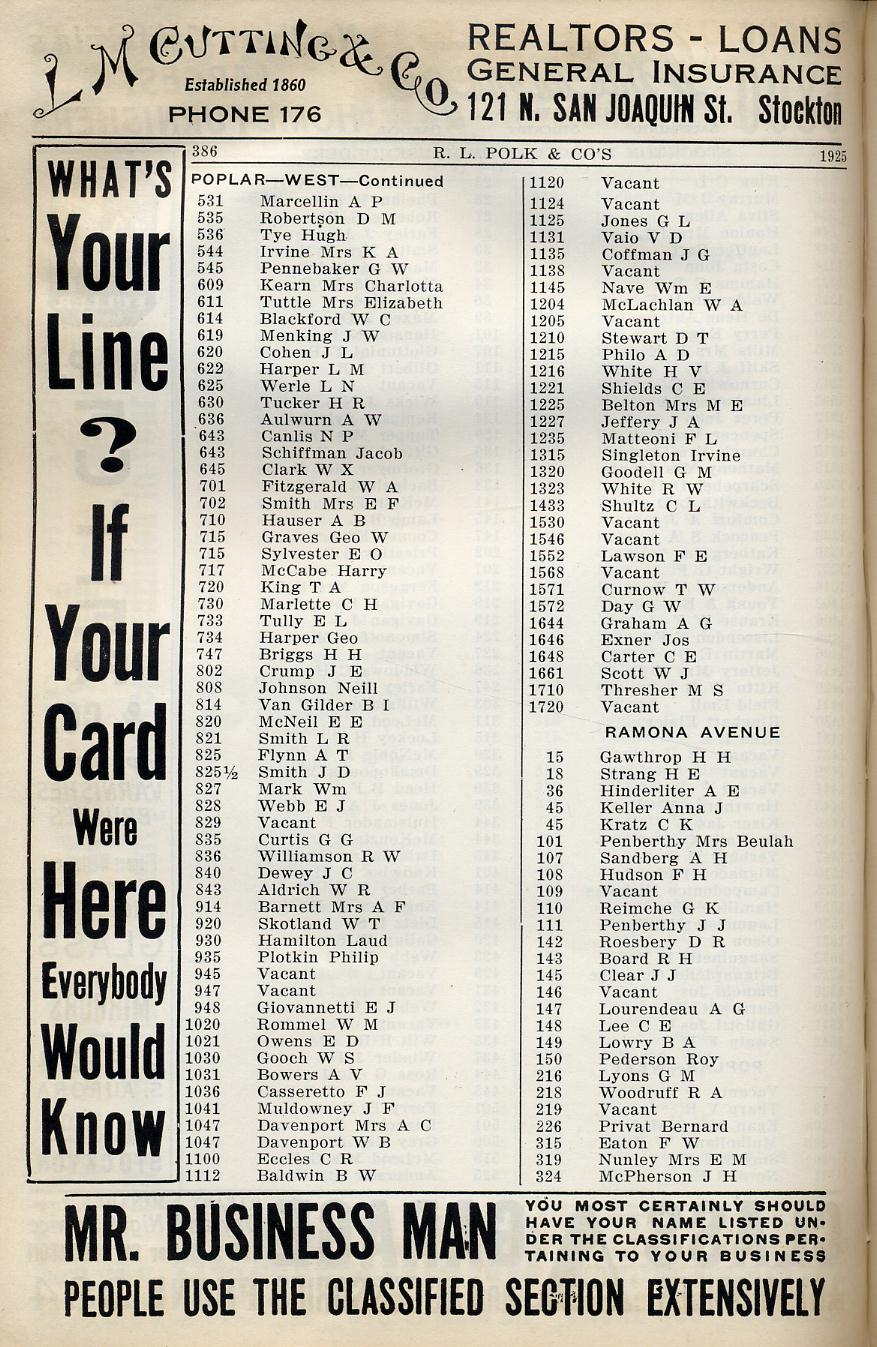 L M CUTTING & CO
Established 1860
PHONE 176
REALTORS - LOANS
GENERAL INSURANCE
121 N. SAN JOAQUIN St. Stockton
WHAT'S
Your
Line
?
If
Your
Card
Were
Here
Everybody
Would
Know
386 R. L. POLK & CO'S 1925
POPLAR—WEST—Continued
531 Marcellin A P
535 Robertson D M
536 Tye Hugh
544 Irvine Mrs K A
545 Pennebaker G W
609 Kearn Mrs Charlotta
611 Tuttle Mrs Elizabeth
614 Blackford W C
619 Menking J W
620 Cohen J L
622 Harper L M
625 Werle L N
630 Tucker H R
636 Aulwurn A W
643 Canlis N P
643 Schiffman Jacob
645 Clark W X
701 Fitzgerald W A
702 Smith Mrs E F
710 Hauser A B
715 Graves Geo W
715 Sylvester E O
717 McCabe Harry
720 King T A
730 Marlette C H
733 Tully E L
734 Harper Geo
747 Briggs H H
802 Crump J E
808 Johnson Neill
814 Van Gilder B I
820 McNeil E E
821 Smith L R
825 Flynn A T
825½ Smith J D
827 Mark Wm
828 Webb E J
829 Vacant
835 Curtis G G
836 Williamson R W
840 Dewey J C
843 Aldrich W R
914 Barnett Mrs A F
920 Skotland W T
930 Hamilton Laud
935 Plotkin Philip
945 Vacant
947 Vacant
948 Giovannetti E J
1020 Rommel W M
1021 Owens E D
1030 Gooch W S
1031 Bowers A V
1036 Casseretto F J
1041 Muldowney J F
1047 Davenport Mrs A C
1047 Davenport W B
1100 Eccles C R
1112 Baldwin B W
1120 Vacant
1124 Vacant
1125 Jones G L
1131 Vaio V D
1135 Coffman J G
1138 Vacant
1145 Nave Wm E
1204 McLachlan W A
1205 Vacant
1210 Stewart D T
1215 Philo A D
1216 White H V
1221 Shields C E
1225 Belton Mrs M E
1227 Jeffery J A
1235 Matteoni F L
1315 Singleton Irvine
1320 Goodell G M
1323 White R W
1433 Shultz C L
1530 Vacant
1546 Vacant
1552 Lawson F E
1568 Vacant
1571 Curnow T W
1572 Day G W
1644 Graham A G
1646 Exner Jos
1648 Carter C E
1661 Scott W J
1710 Thresher M S
1720 Vacant
RAMONA AVENUE
15 Gawthrop H H
18 Strang H E
36 Hinderliter A E
45 Keller Anna J
45 Kratz C K
101 Penberthy Mrs Beulah
107 Sandberg A H
108 Hudson F H
109 Vacant
110 Reimche G K
111 Penberthy J J
142 Roesbery D R
143 Board R H
145 Clear J J
146 Vacant
147 Lourendeau A G
148 Lee C E
149 Lowry B A
150 Pederson Roy
216 Lyons G M
218 Woodruff R A
219 Vacant
226 Privat Bernard
315 Eaton F W
319 Nunley Mrs E M
324 McPherson J H
MR. BUSINESS MAN
YOU MOST CERTAINLY SHOULD
HAVE YOUR NAME LISTED UN-
DER THE CLASSIFICATIONS PER-
TAINING TO YOUR BUSINESS
PEOPLE USE THE CLASSIFIED SECTION EXTENSIVELY